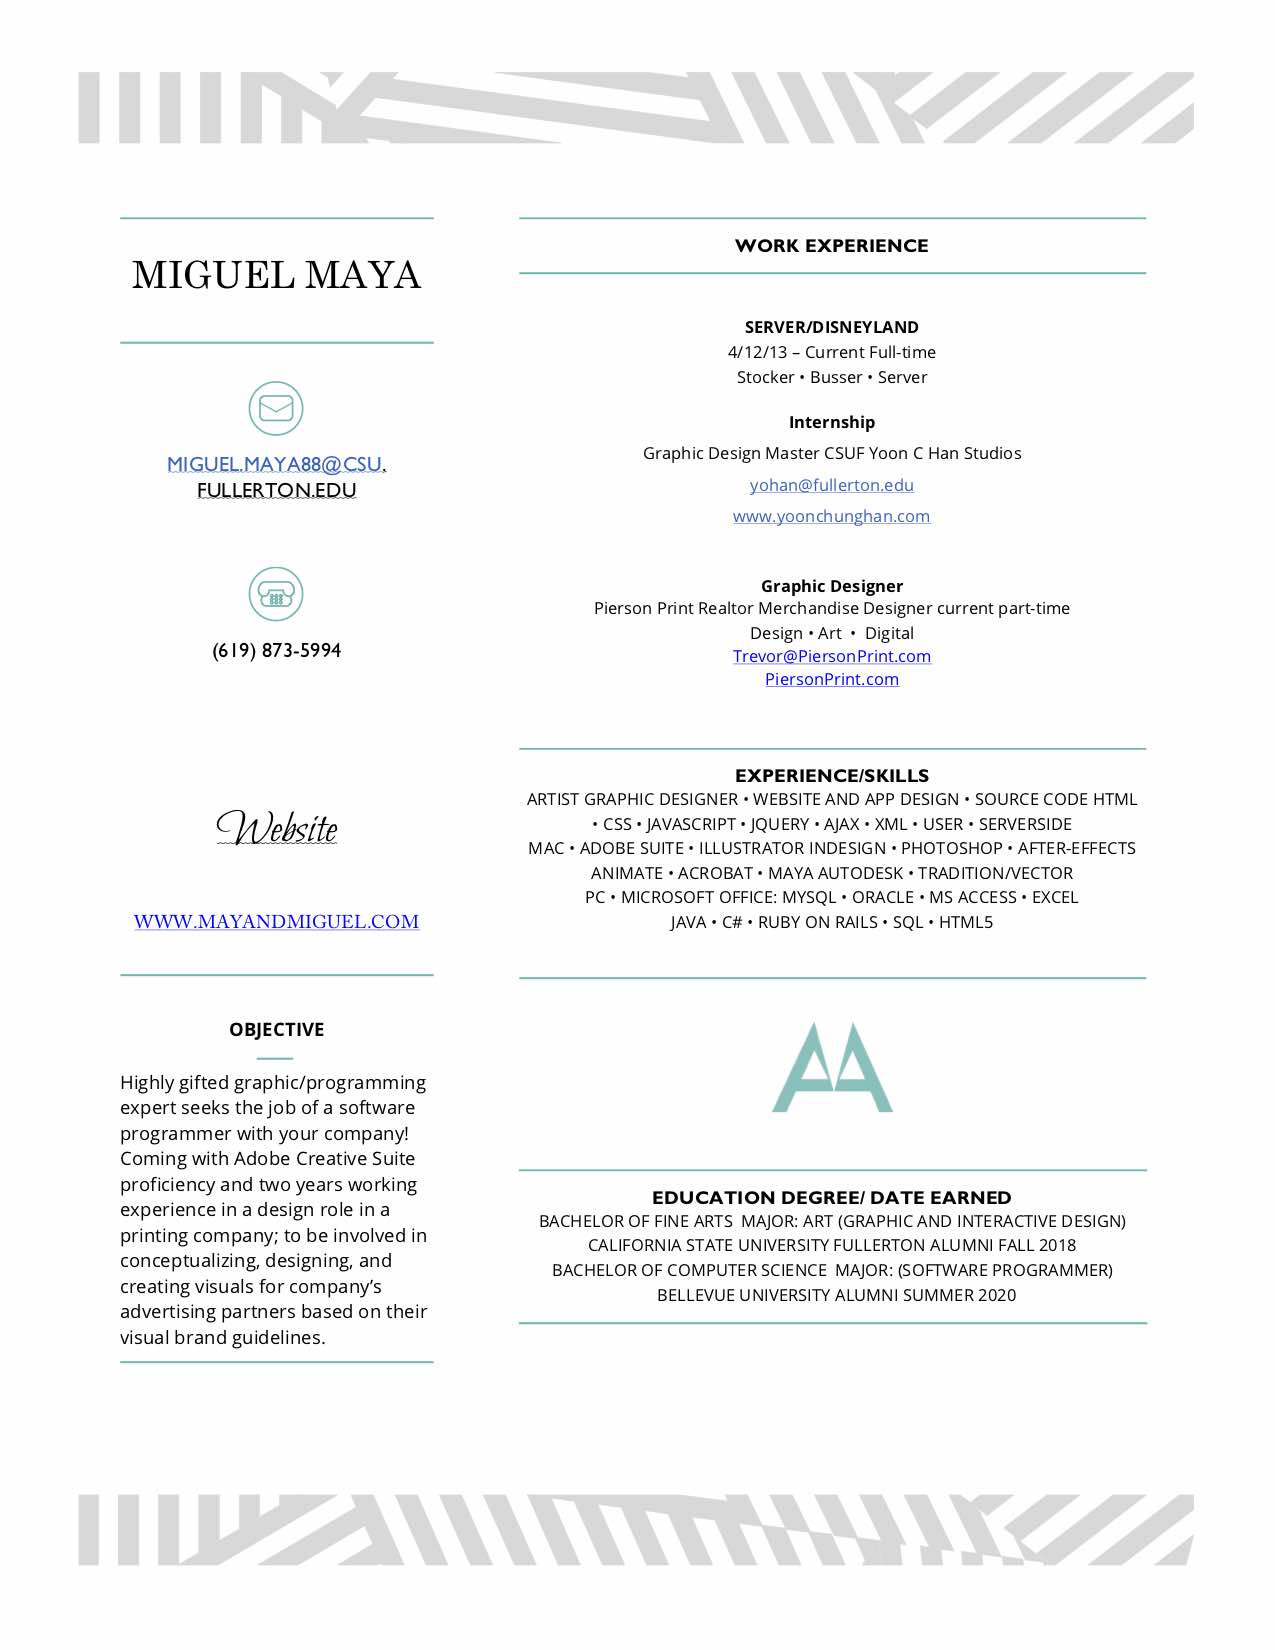 MIGUEL MAYA
MIGUEL.MAYA88@CSU.
FULLERTON.EDU
(619) 873-5994
Website
WWW.MAYANDMIGUEL.COM
OBJECTIVE
Highly gifted graphic/programming
expert seeks the job of a software
programmer with your company!
Coming with Adobe Creative Suite
proficiency and two years working
experience in a design role in a
printing company; to be involved in
conceptualizing, designing, and
creating visuals for company’s
advertising partners based on their
visual brand guidelines.
WORK EXPERIENCE
SERVER/DISNEYLAND
4/12/13 – Current Full-time
Stocker • Busser • Server
Internship
Graphic Design Master CSUF Yoon C Han Studios
yohan@fullerton.edu
www.yoonchunghan.com
Graphic Designer
Pierson Print Realtor Merchandise Designer current part-time
Design • Art • Digital
Trevor@PiersonPrint.com
PiersonPrint.com
EXPERIENCE/SKILLS
ARTIST GRAPHIC DESIGNER • WEBSITE AND APP DESIGN • SOURCE CODE HTML
• CSS • JAVASCRIPT • JQUERY • AJAX • XML • USER • SERVERSIDE
MAC • ADOBE SUITE • ILLUSTRATOR INDESIGN • PHOTOSHOP • AFTER-EFFECTS
ANIMATE • ACROBAT • MAYA AUTODESK • TRADITION/VECTOR
PC • MICROSOFT OFFICE: MYSQL • ORACLE • MS ACCESS • EXCEL
JAVA • C# • RUBY ON RAILS • SQL • HTML5
EDUCATION DEGREE/ DATE EARNED
BACHELOR OF FINE ARTS MAJOR: ART (GRAPHIC AND INTERACTIVE DESIGN)
CALIFORNIA STATE UNIVERSITY FULLERTON ALUMNI FALL 2018
BACHELOR OF COMPUTER SCIENCE MAJOR: (SOFTWARE PROGRAMMER)
BELLEVUE UNIVERSITY ALUMNI SUMMER 2020